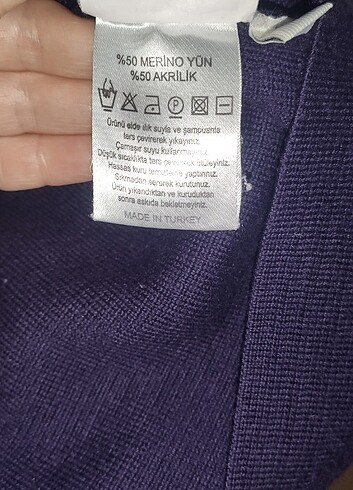 %50 MERİNO YÜN
%50 AKRİLİK
Ürünü elde ılık suyla ve şampuanla
ters çevirerek yıkayınız.
Çamaşır suyu kullanmayınız.
Düşük sıcaklıkta ters çevirerek ütüleyiniz.
Hassas kuru temizleme yaptırınız.
Sıkmadan sererek kurutunuz.
Ürün yıkandıktan ve kuruduktan
sonra askıda bekletmeyiniz.
MADE IN TURKEY